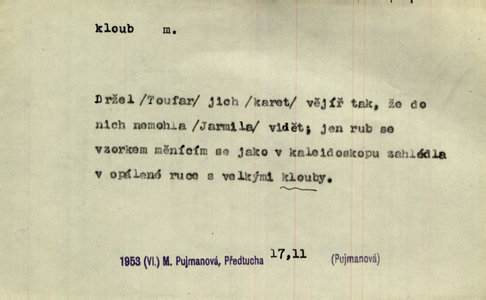 kloub m.
Držel /Toufar/ jich /karet/ vějíř tak, že do
nich nemohla /Jarmila/ vidět; jen rub se
vzorkem měnícím se jako v kaleidoskopu zahlédla
v opálené ruce s velkými klouby.
1953 (VI.) M. Pujmanová, Předtucha 17,11 (Pujmanová)